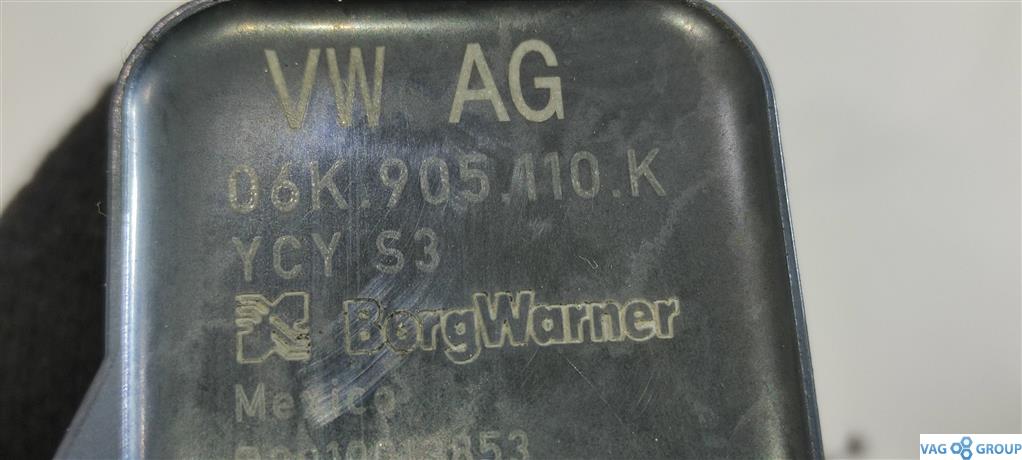 VW AG
06K.905.110.K
YCY S3
BorgWarner
Mexico
VAG GROUP